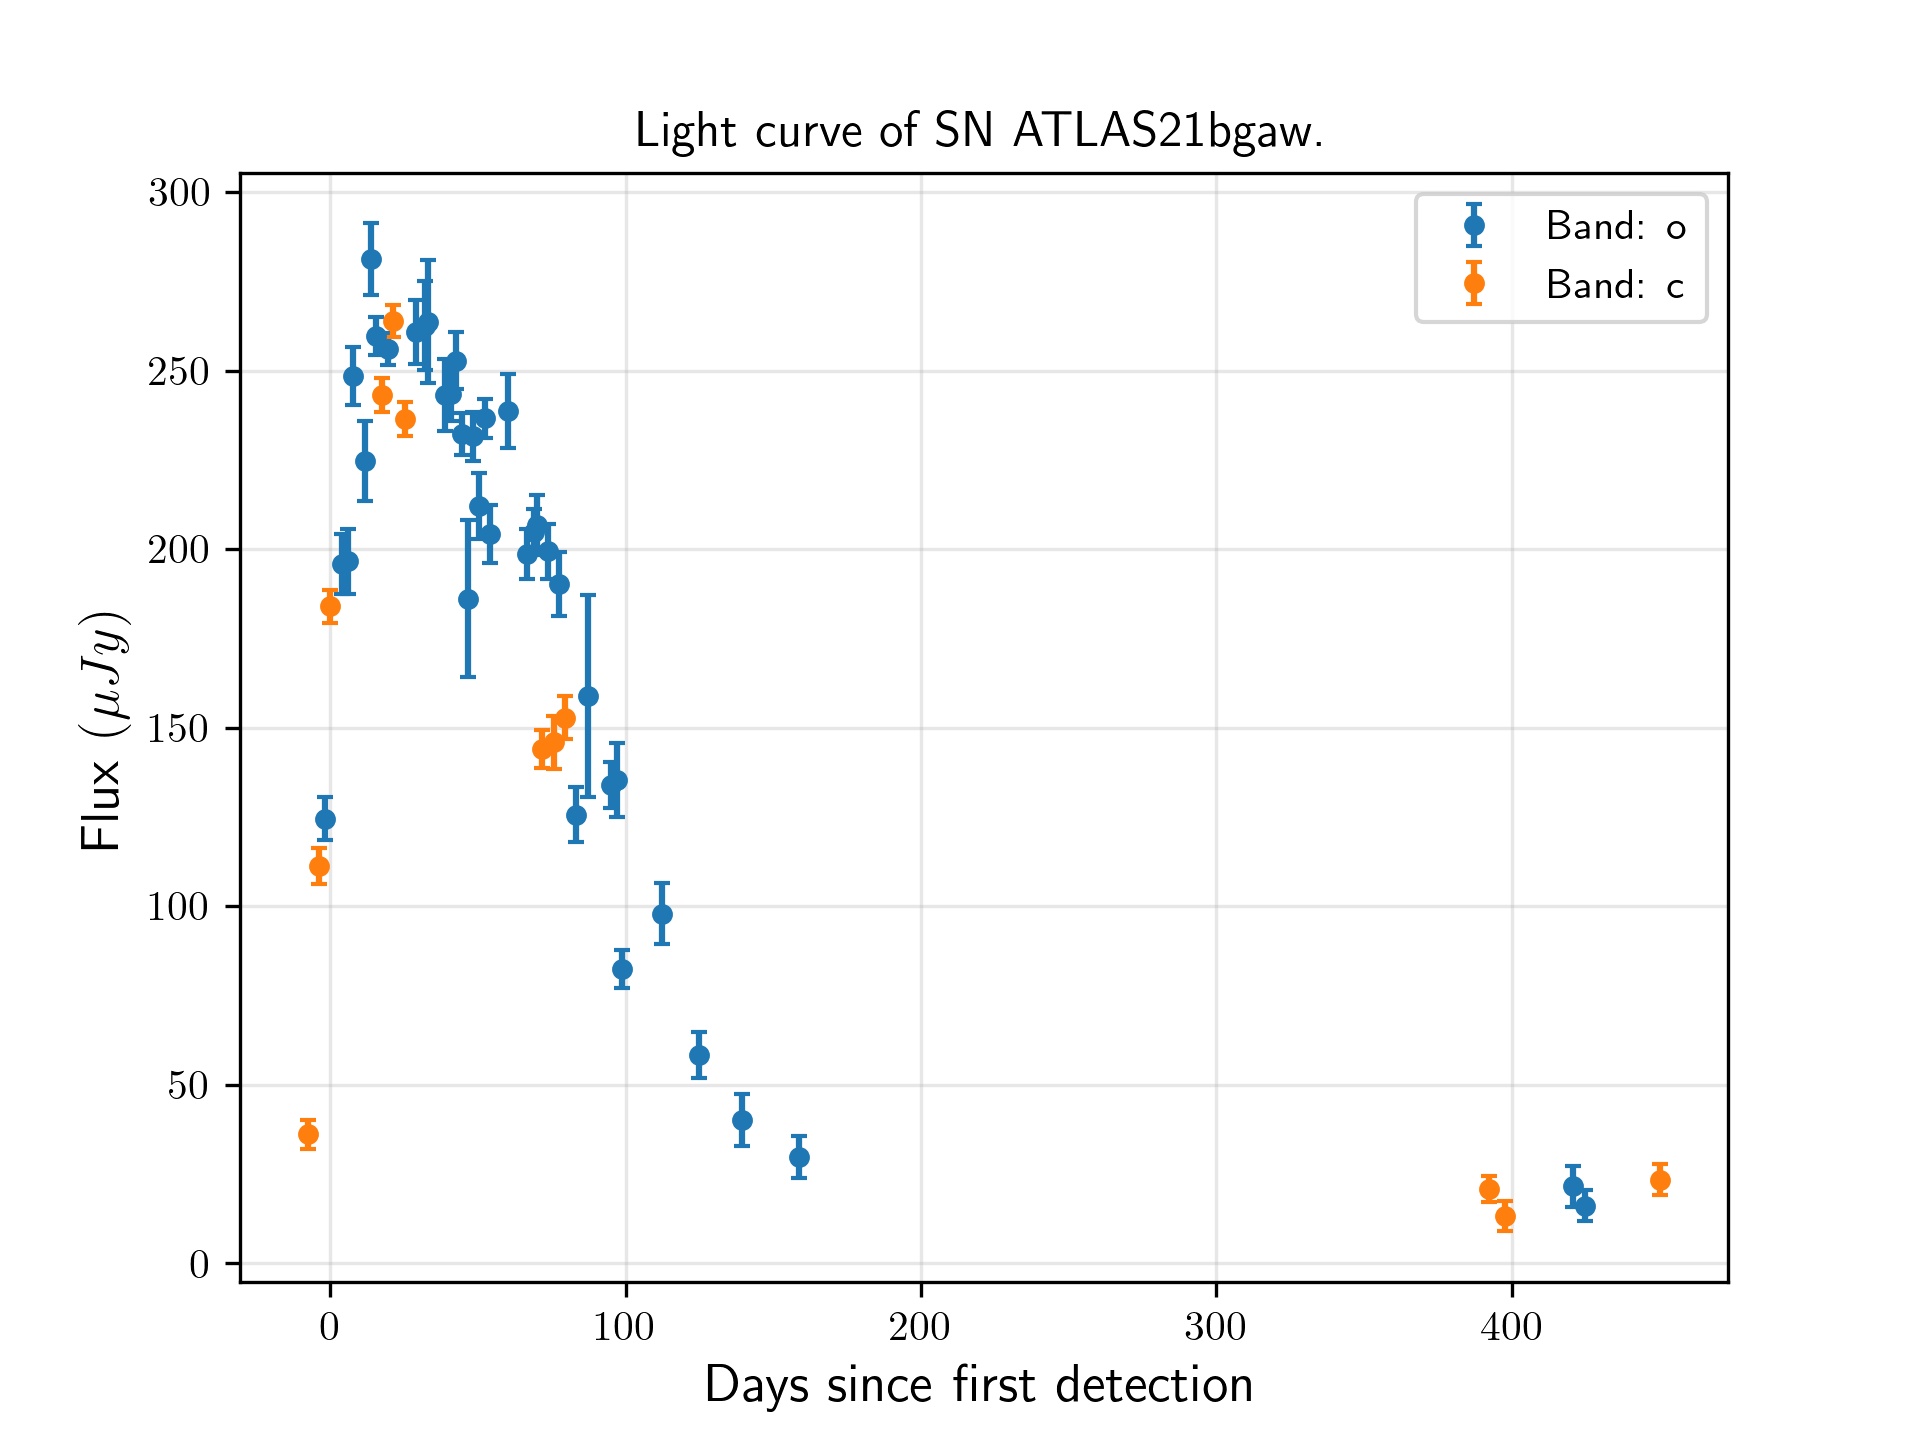 Light curve of SN ATLAS21bgaw.
300
250
200
150
100
50
0
Flux (μJy)
Band: o
Band: c
0 100 200 300 400
Days since first detection